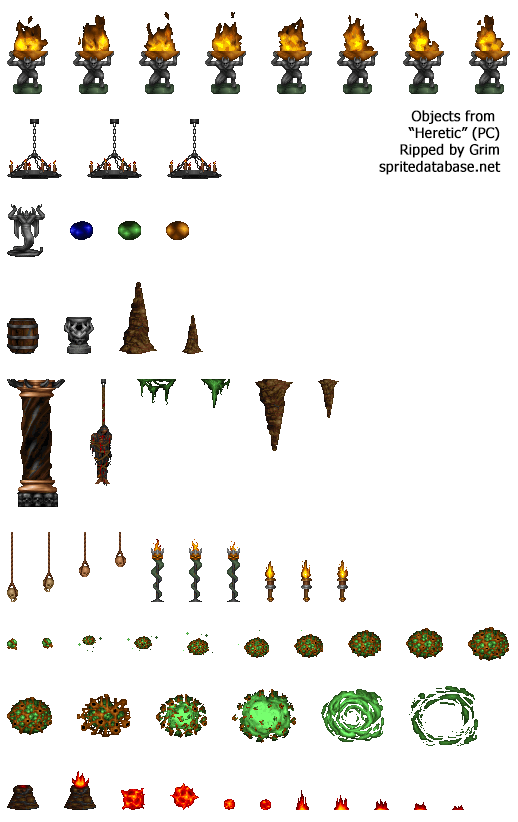 Objects from
“Heretic” (PC)
Ripped by Grim
spritedatabase.net